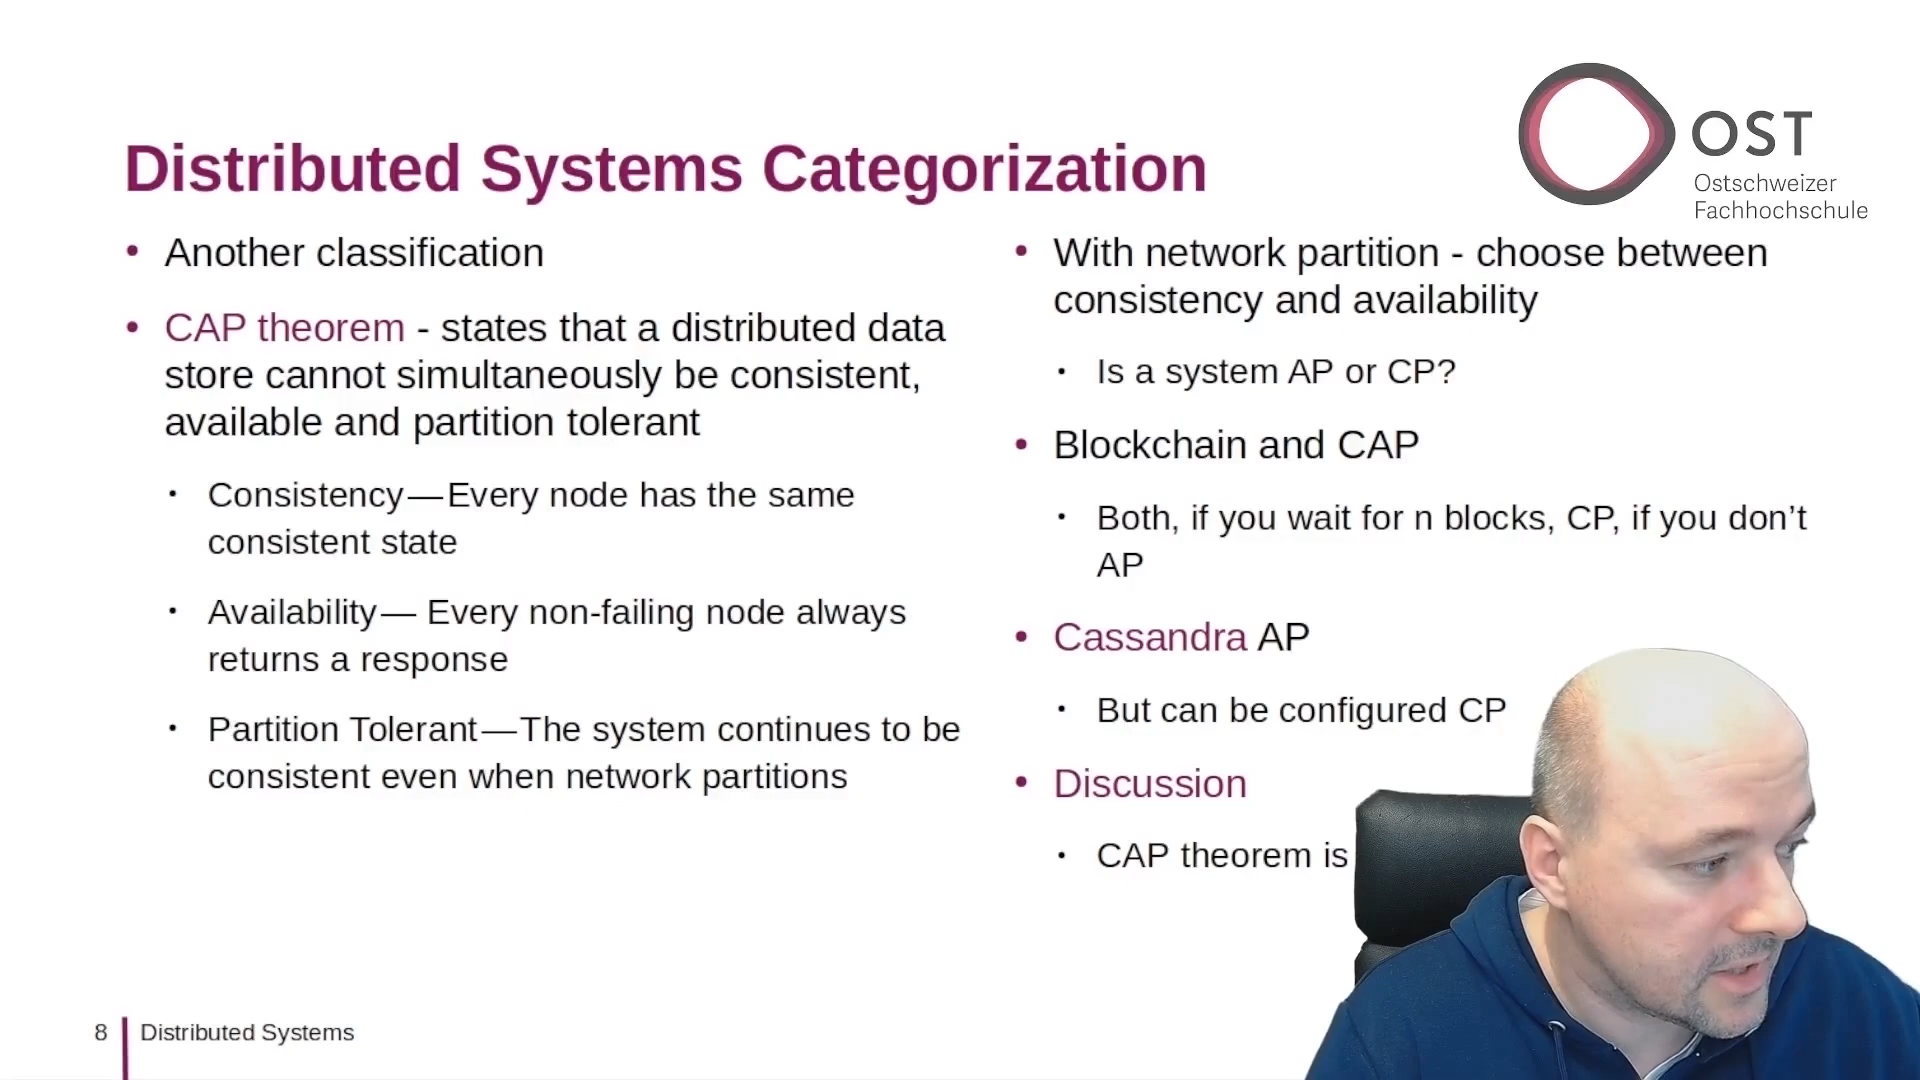 OST
Ostschweizer
Fachhochschule
Distributed Systems Categorization
• Another classification
• CAP theorem - states that a distributed data
store cannot simultaneously be consistent,
available and partition tolerant
• Consistency — Every node has the same
consistent state
• Availability — Every non-failing node always
returns a response
• Partition Tolerant — The system continues to be
consistent even when network partitions
• With network partition - choose between
consistency and availability
• Is a system AP or CP?
• Blockchain and CAP
• Both, if you wait for n blocks, CP, if you don’t
AP
• Cassandra AP
• But can be configured CP
• Discussion
• CAP theorem is
8
Distributed Systems